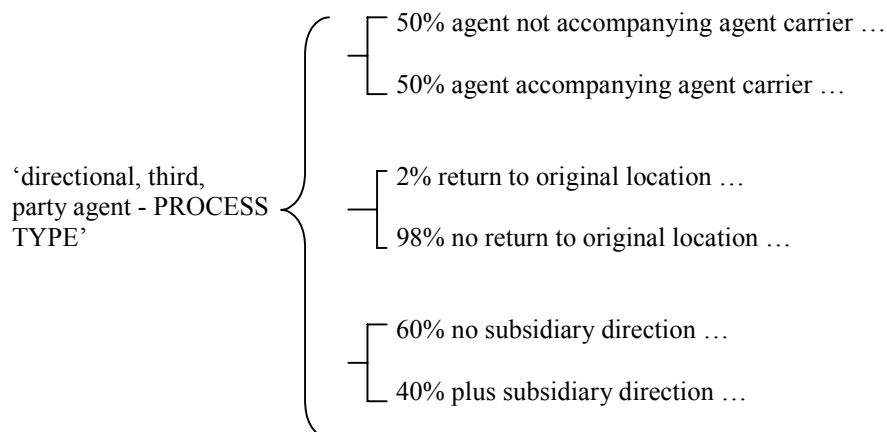 50% agent not accompanying agent carrier …
50% agent accompanying agent carrier …
‘directional, third,
party agent - PROCESS
TYPE’
2% return to original location …
98% no return to original location …
60% no subsidiary direction …
40% plus subsidiary direction …